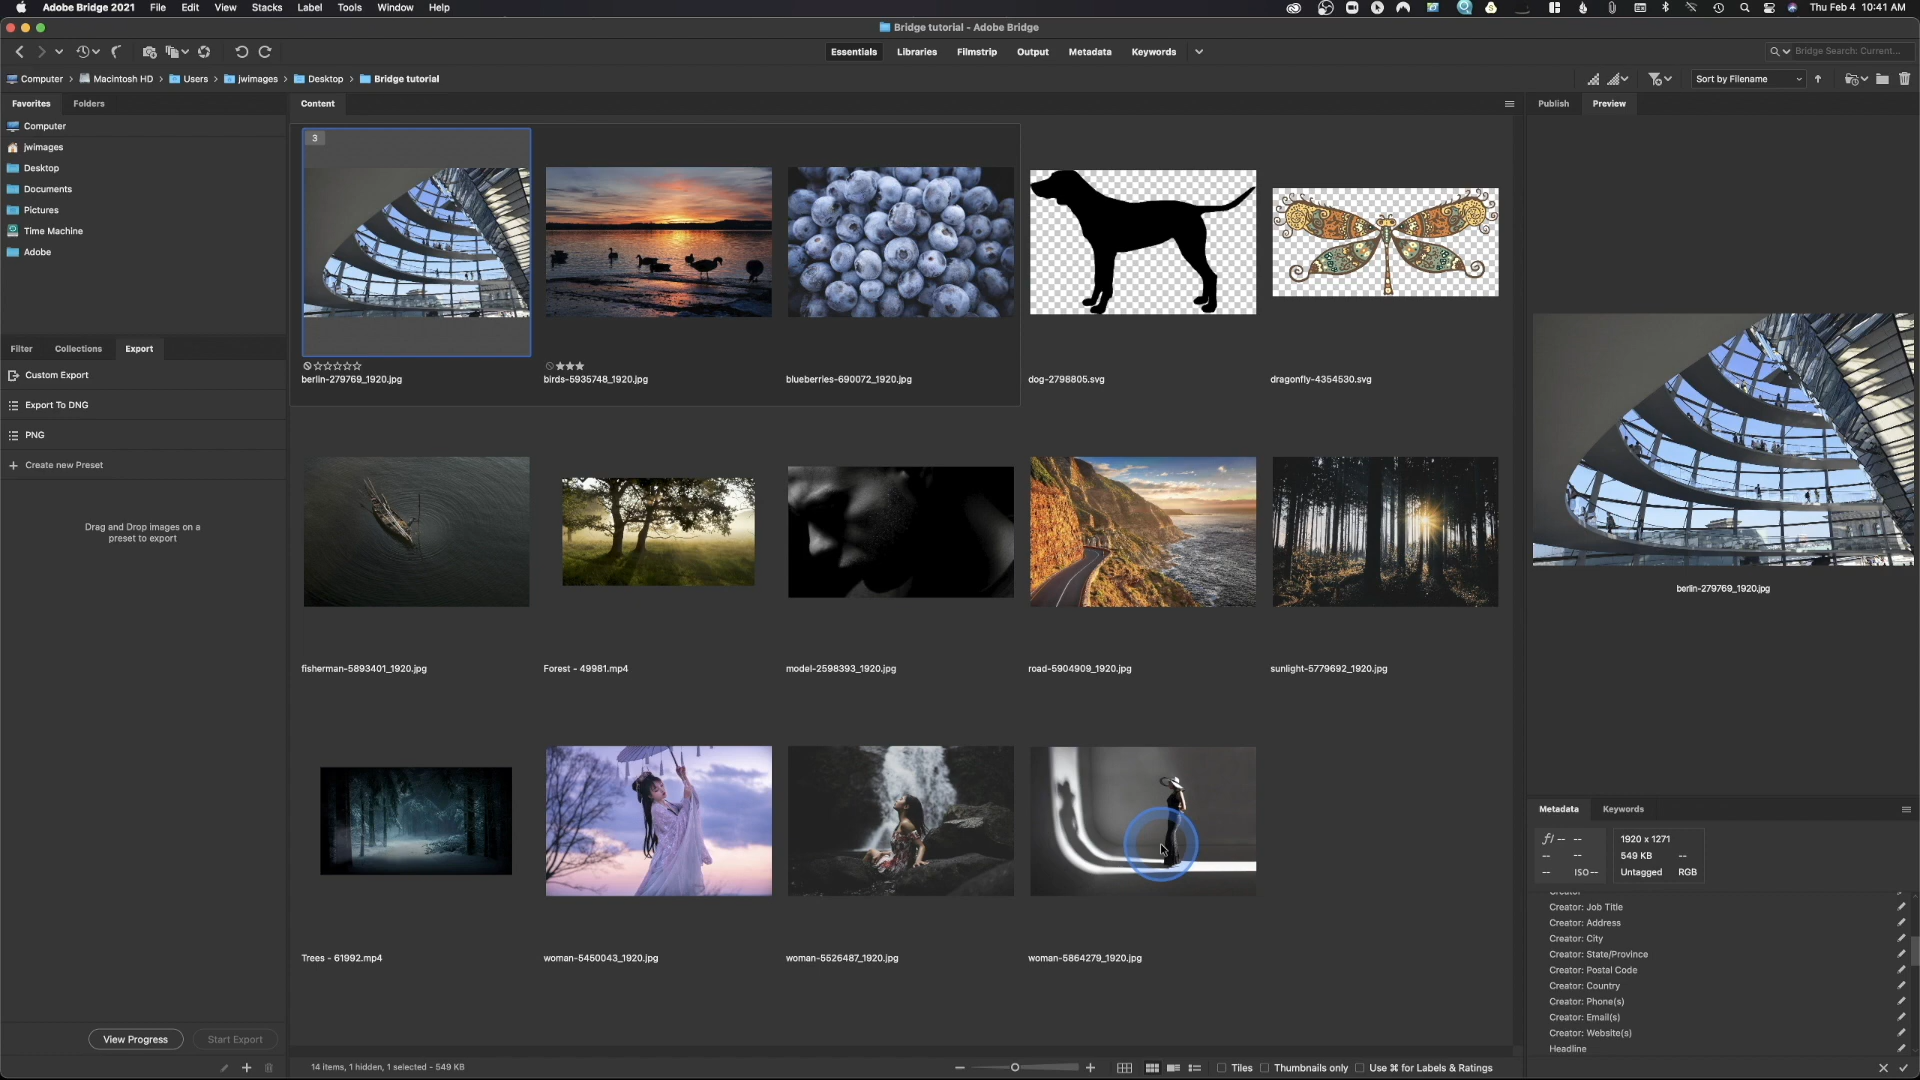 Adobe Bridge 2021 File Edit View Stacks Label Tools Window Help Thu Feb 4 10:41 AM
Bridge tutorial - Adobe Bridge
Essentials Libraries Filmstrip Output Metadata Keywords Bridge Search: Current...
Computer Macintosh HD Users jwimages Desktop Bridge tutorial Sort by Filename
Favorites Folders
Computer
jwimages
Desktop
Documents
Pictures
Time Machine
Adobe
Filter Collections Export
Custom Export
Export To DNG
PNG
Create new Preset
Drag and Drop images on a
preset to export
View Progress Start Export
Content
3
berlin-279769_1920.jpg birds-5935748_1920.jpg blueberries-690072_1920.jpg dog-2798805.svg dragonfly-4354530.svg
fisherman-5893401_1920.jpg Forest - 49981.mp4 model-2598393_1920.jpg road-5904909_1920.jpg sunlight-5779692_1920.jpg
Trees - 61992.mp4 woman-5450043_1920.jpg woman-5526487_1920.jpg woman-5864279_1920.jpg
14 items, 1 hidden, 1 selected - 549 KB Tiles Thumbnails only Use ⌘ for Labels & Ratings
Publish Preview
berlin-279769_1920.jpg
Metadata Keywords
f/ -- -- 1920 x 1271
-- -- 549 KB --
-- ISO-- Untagged RGB
Creator: Job Title
Creator: Address
Creator: City
Creator: State/Province
Creator: Postal Code
Creator: Country
Creator: Phone(s)
Creator: Email(s)
Creator: Website(s)
Headline